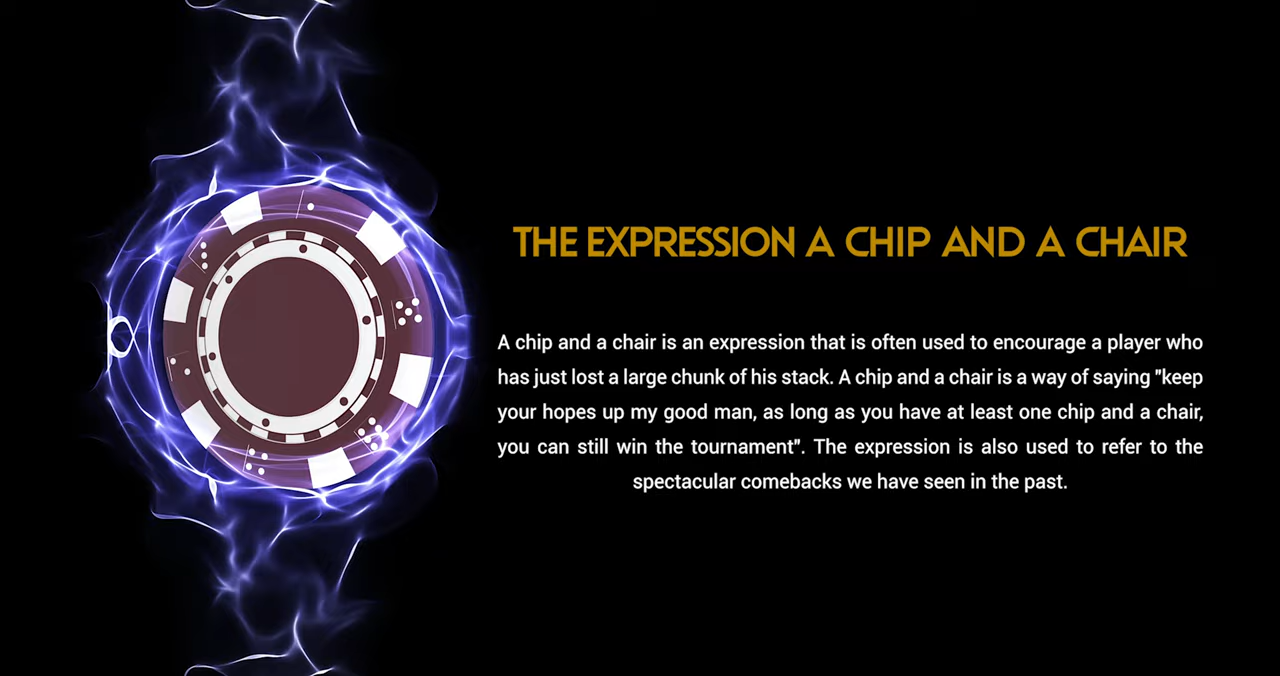 THE EXPRESSION A CHIP AND A CHAIR
A chip and a chair is an expression that is often used to encourage a player who
has just lost a large chunk of his stack. A chip and a chair is a way of saying "keep
your hopes up my good man, as long as you have at least one chip and a chair,
you can still win the tournament". The expression is also used to refer to the
spectacular comebacks we have seen in the past.